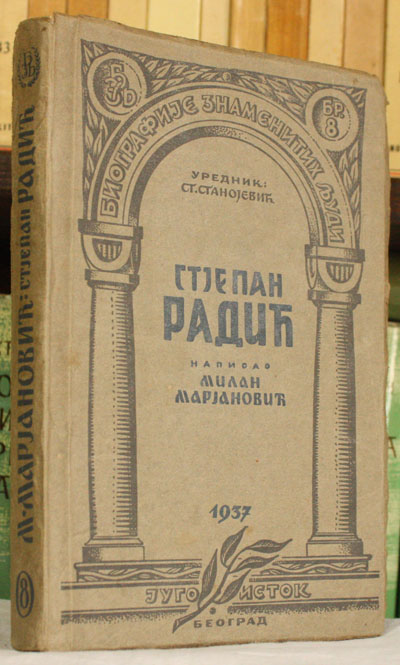 БИОГРАФИЈЕ ЗНАМЕНИТИХ ЉУДИ
БР.
8
УРЕДНИК:
СТ. СТАНОЈЕВИЋ
СТЈЕПАН
РАДИЋ
НАПИСАО
МИЛАН
МАРЈАНОВИЋ
1937
ЈУГО ИСТОК
БЕОГРАД
М. МАРЈАНОВИЋ: СТЈЕПАН РАДИЋ
8